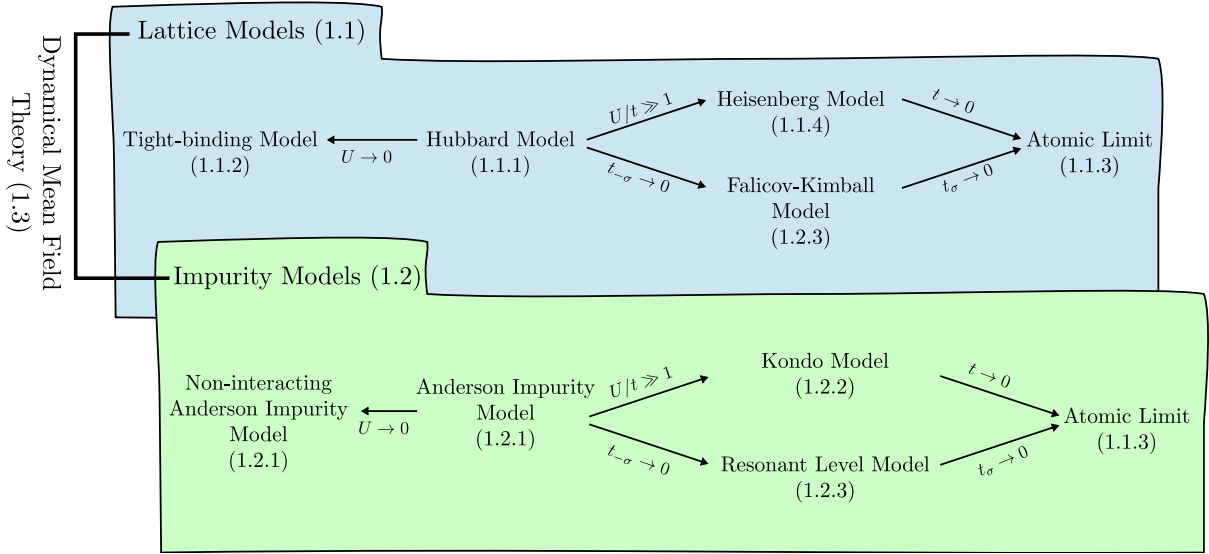 Lattice Models (1.1)
Dynamical Mean Field
Theory (1.3)
Tight-binding Model
(1.1.2)
U → 0
Hubbard Model
(1.1.1)
U/t ≫ 1
t₋σ → 0
Heisenberg Model
(1.1.4)
Falicov-Kimball
Model
(1.2.3)
t → 0
tσ → 0
Atomic Limit
(1.1.3)
Impurity Models (1.2)
Non-interacting
Anderson Impurity
Model
(1.2.1)
U → 0
Anderson Impurity
Model
(1.2.1)
U/t ≫ 1
t₋σ → 0
Kondo Model
(1.2.2)
Resonant Level Model
(1.2.3)
t → 0
tσ → 0
Atomic Limit
(1.1.3)